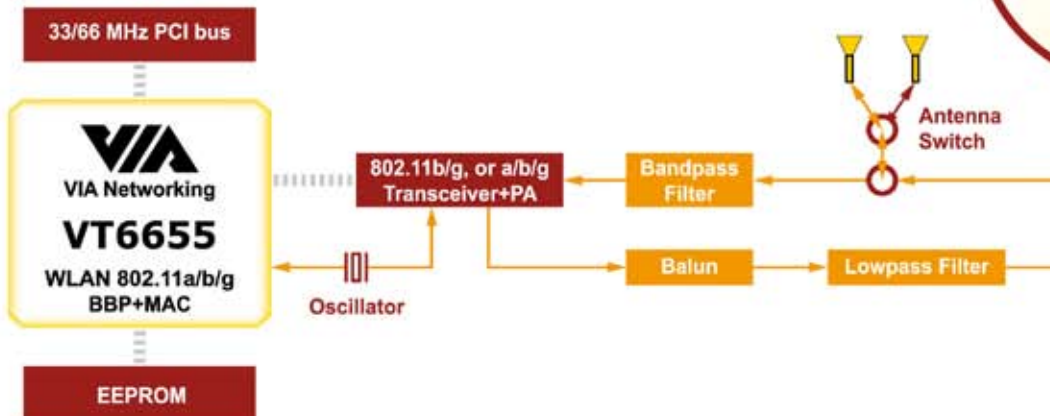 33/66 MHz PCI bus
VIA
VIA Networking
VT6655
WLAN 802.11a/b/g
BBP+MAC
EEPROM
Oscillator
802.11b/g, or a/b/g
Transceiver+PA
Bandpass
Filter
Balun
Lowpass Filter
Antenna
Switch